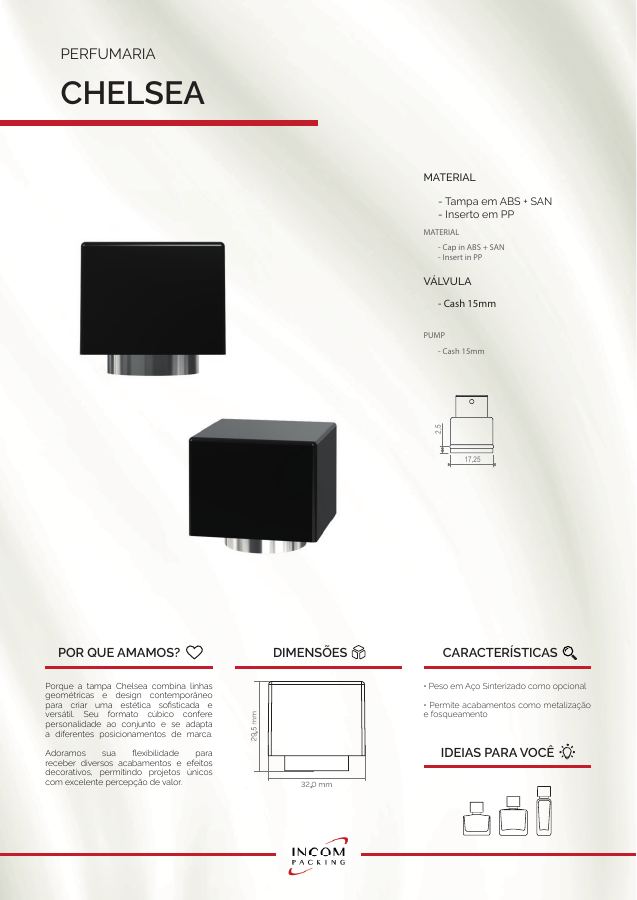 PERFUMARIA
CHELSEA
MATERIAL
- Tampa em ABS + SAN
- Inserto em PP
MATERIAL
- Cap in ABS + SAN
- Insert in PP
VÁLVULA
- Cash 15mm
PUMP
- Cash 15mm
2,5
17,25
POR QUE AMAMOS?
Porque a tampa Chelsea combina linhas
geométricas e design contemporâneo
para criar uma estética sofisticada e
versátil. Seu formato cúbico confere
personalidade ao conjunto e se adapta
a diferentes posicionamentos de marca.
Adoramos sua flexibilidade para
receber diversos acabamentos e efeitos
decorativos, permitindo projetos únicos
com excelente percepção de valor.
DIMENSÕES
29,5 mm
32,0 mm
CARACTERÍSTICAS
• Peso em Aço Sinterizado como opcional
• Permite acabamentos como metalização
e fosqueamento
IDEIAS PARA VOCÊ
INCOM
PACKING